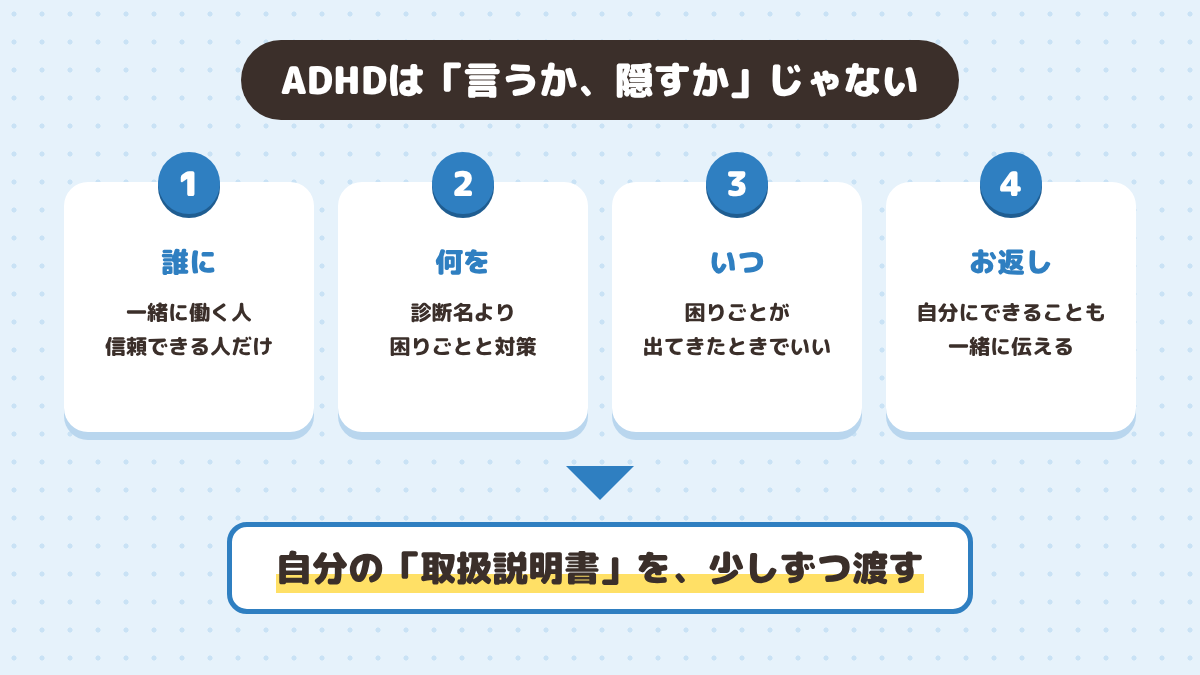 ADHDは「言うか、隠すか」じゃない
1
誰に
一緒に働く人
信頼できる人だけ
2
何を
診断名より
困りごとと対策
3
いつ
困りごとが
出てきたときでいい
4
お返し
自分にできることも
一緒に伝える
自分の「取扱説明書」を、少しずつ渡す